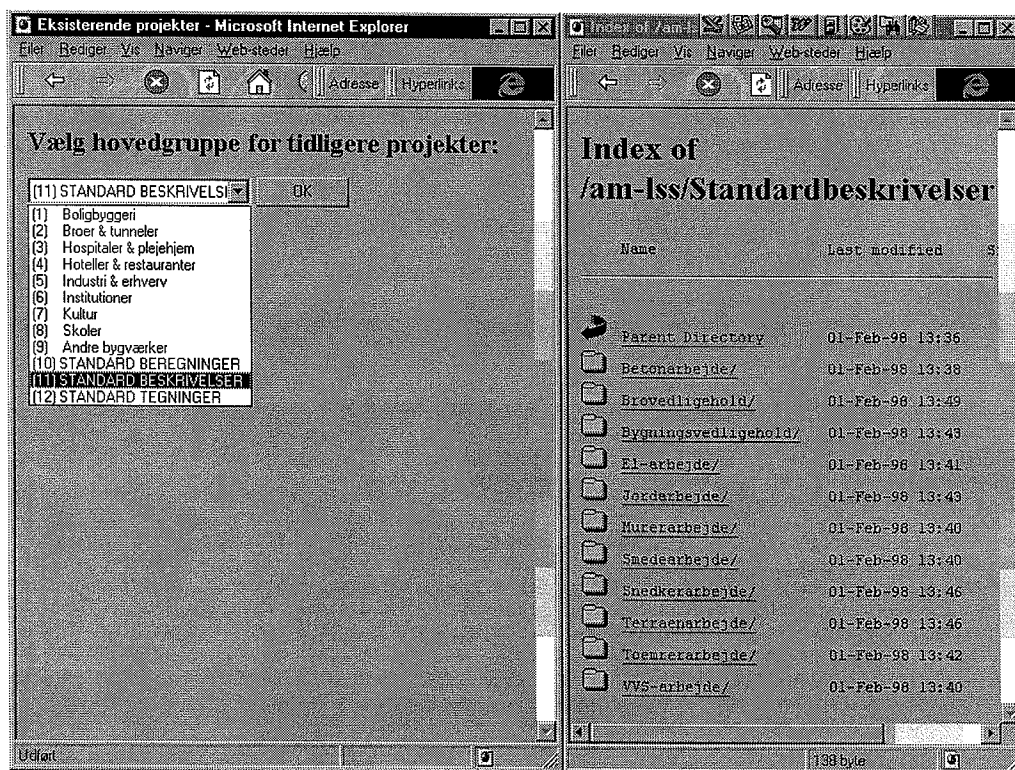 Eksisterende projekter - Microsoft Internet Explorer
Filer Rediger Vis Naviger Web-steder Hjælp
Adresse Hyperlinks
Vælg hovedgruppe for tidligere projekter:
(11) STANDARD BESKRIVELSI OK
(1) Boligbyggeri
(2) Broer & tunneler
(3) Hospitaler & plejehjem
(4) Hoteller & restauranter
(5) Industri & erhverv
(6) Institutioner
(7) Kultur
(8) Skoler
(9) Andre bygværker
(10) STANDARD BEREGNINGER
(11) STANDARD BESKRIVELSER
(12) STANDARD TEGNINGER
Udført
Index of /am-l
Filer Rediger Vis Naviger Web-steder Hjælp
Adresse Hyperlinks
Index of
/am-lss/Standardbeskrivelser
Name Last modified S
Parent Directory 01-Feb-98 13:36
Betonarbejde/ 01-Feb-98 13:38
Brovedligehold/ 01-Feb-98 13:49
Bygningsvedligehold/ 01-Feb-98 13:43
El-arbejde/ 01-Feb-98 13:41
Jordarbejde/ 01-Feb-98 13:43
Murerarbejde/ 01-Feb-98 13:40
Smedearbejde/ 01-Feb-98 13:40
Snedkerarbejde/ 01-Feb-98 13:46
Terraenarbejde/ 01-Feb-98 13:46
Toemrerarbejde/ 01-Feb-98 13:42
VVS-arbejde/ 01-Feb-98 13:40
138 byte